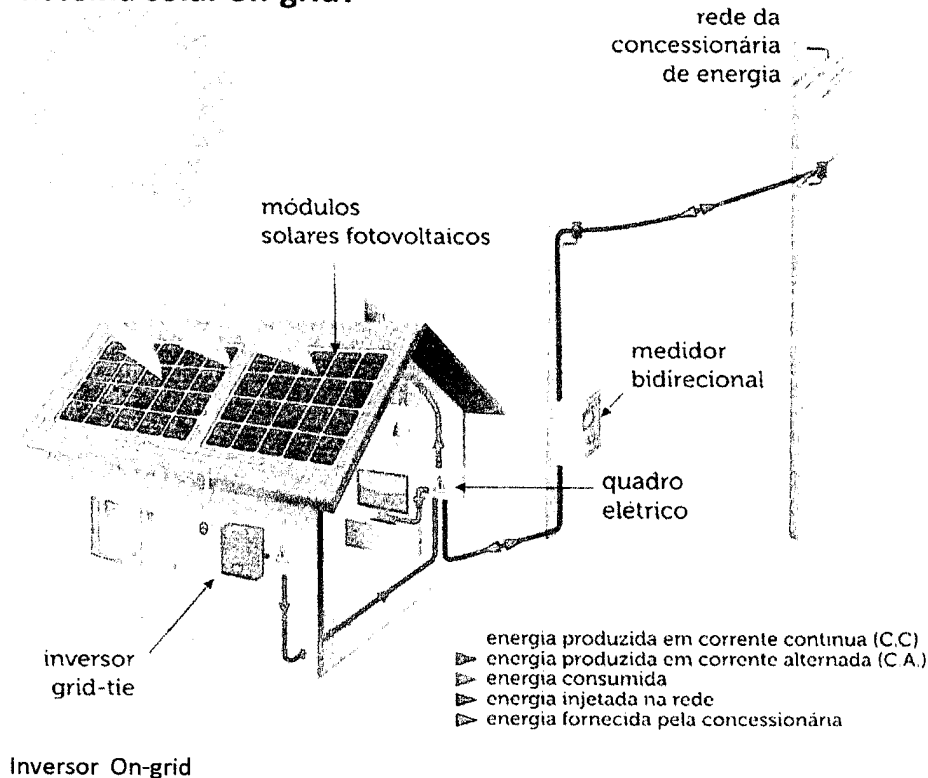 rede da
concessionária
de energia
módulos
solares fotovoltaicos
medidor
bidirecional
quadro
elétrico
inversor
grid-tie
energia produzida em corrente continua (C.C)
energia produzida em corrente alternada (C.A.)
energia consumida
energia injetada na rede
energia fornecida pela concessionária
Inversor On-grid